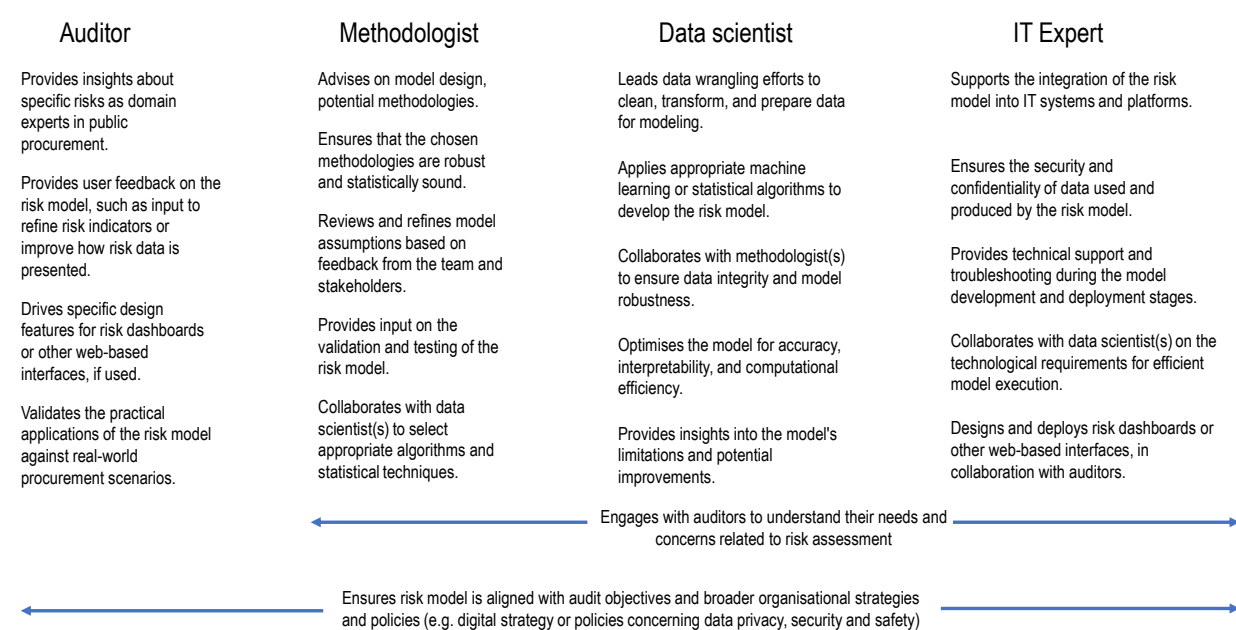 Auditor
Provides insights about
specific risks as domain
experts in public
procurement.
Provides user feedback on the
risk model, such as input to
refine risk indicators or
improve how risk data is
presented.
Drives specific design
features for risk dashboards
or other web-based
interfaces, if used.
Validates the practical
applications of the risk model
against real-world
procurement scenarios.
Methodologist
Advises on model design,
potential methodologies.
Ensures that the chosen
methodologies are robust
and statistically sound.
Reviews and refines model
assumptions based on
feedback from the team and
stakeholders.
Provides input on the
validation and testing of the
risk model.
Collaborates with data
scientist(s) to select
appropriate algorithms and
statistical techniques.
Data scientist
Leads data wrangling efforts to
clean, transform, and prepare data
for modeling.
Applies appropriate machine
learning or statistical algorithms to
develop the risk model.
Collaborates with methodologist(s)
to ensure data integrity and model
robustness.
Optimises the model for accuracy,
interpretability, and computational
efficiency.
Provides insights into the model's
limitations and potential
improvements.
IT Expert
Supports the integration of the risk
model into IT systems and platforms.
Ensures the security and
confidentiality of data used and
produced by the risk model.
Provides technical support and
troubleshooting during the model
development and deployment stages.
Collaborates with data scientist(s) on the
technological requirements for efficient
model execution.
Designs and deploys risk dashboards or
other web-based interfaces, in
collaboration with auditors.
Engages with auditors to understand their needs and
concerns related to risk assessment
Ensures risk model is aligned with audit objectives and broader organisational strategies
and policies (e.g. digital strategy or policies concerning data privacy, security and safety)